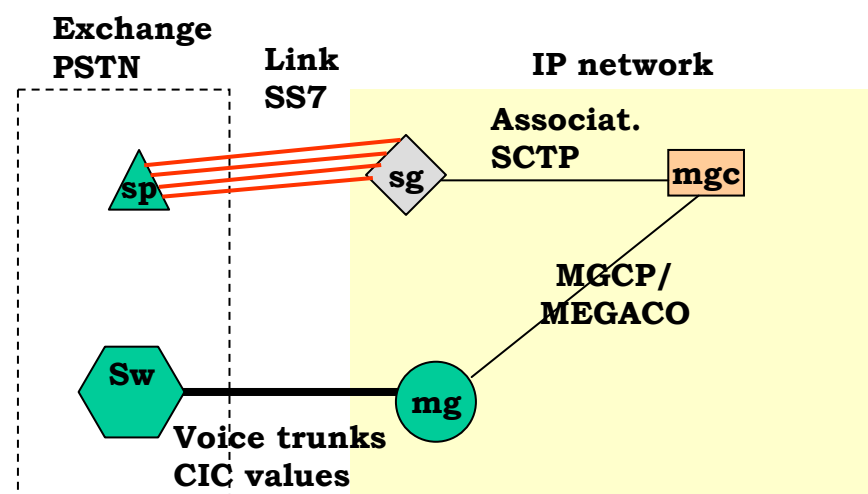 Exchange
PSTN
Link
SS7
IP network
Associat.
SCTP
sp
sg
mgc
MGCP/
MEGACO
Sw
mg
Voice trunks
CIC values